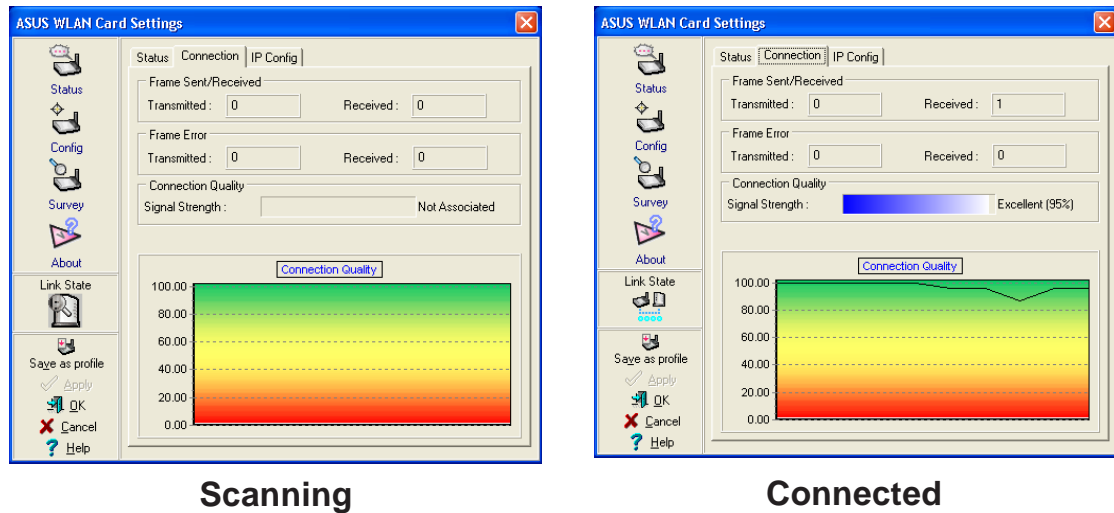 ASUS WLAN Card Settings
Status
Config
Survey
About
Link State
Save as profile
Apply
OK
Cancel
Help
Status Connection IP Config
Frame Sent/Received
Transmitted : 0 Received : 0
Frame Error
Transmitted : 0 Received : 0
Connection Quality
Signal Strength : Not Associated
Connection Quality
100.00
80.00
60.00
40.00
20.00
0.00
Scanning
ASUS WLAN Card Settings
Status
Config
Survey
About
Link State
Save as profile
Apply
OK
Cancel
Help
Status Connection IP Config
Frame Sent/Received
Transmitted : 0 Received : 1
Frame Error
Transmitted : 0 Received : 0
Connection Quality
Signal Strength : Excellent (95%)
Connection Quality
100.00
80.00
60.00
40.00
20.00
0.00
Connected